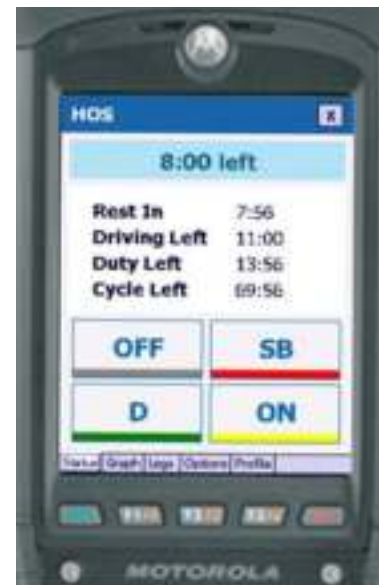 HOS X
8:00 left
Rest In 7:56
Driving Left 11:00
Duty Left 13:56
Cycle Left 69:56
OFF SB
D ON
Status Graph Logs Options Profile
MOTOROLA